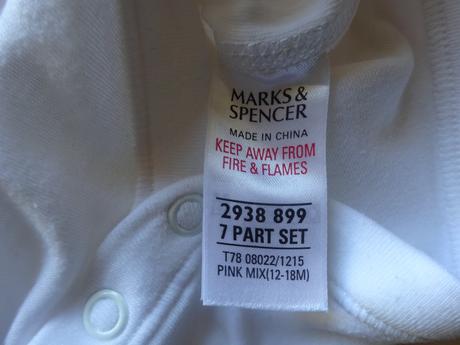 MARKS &
SPENCER
MADE IN CHINA
KEEP AWAY FROM
FIRE & FLAMES
2938 899
7 PART SET
T78 08022/1215
PINK MIX(12-18M)